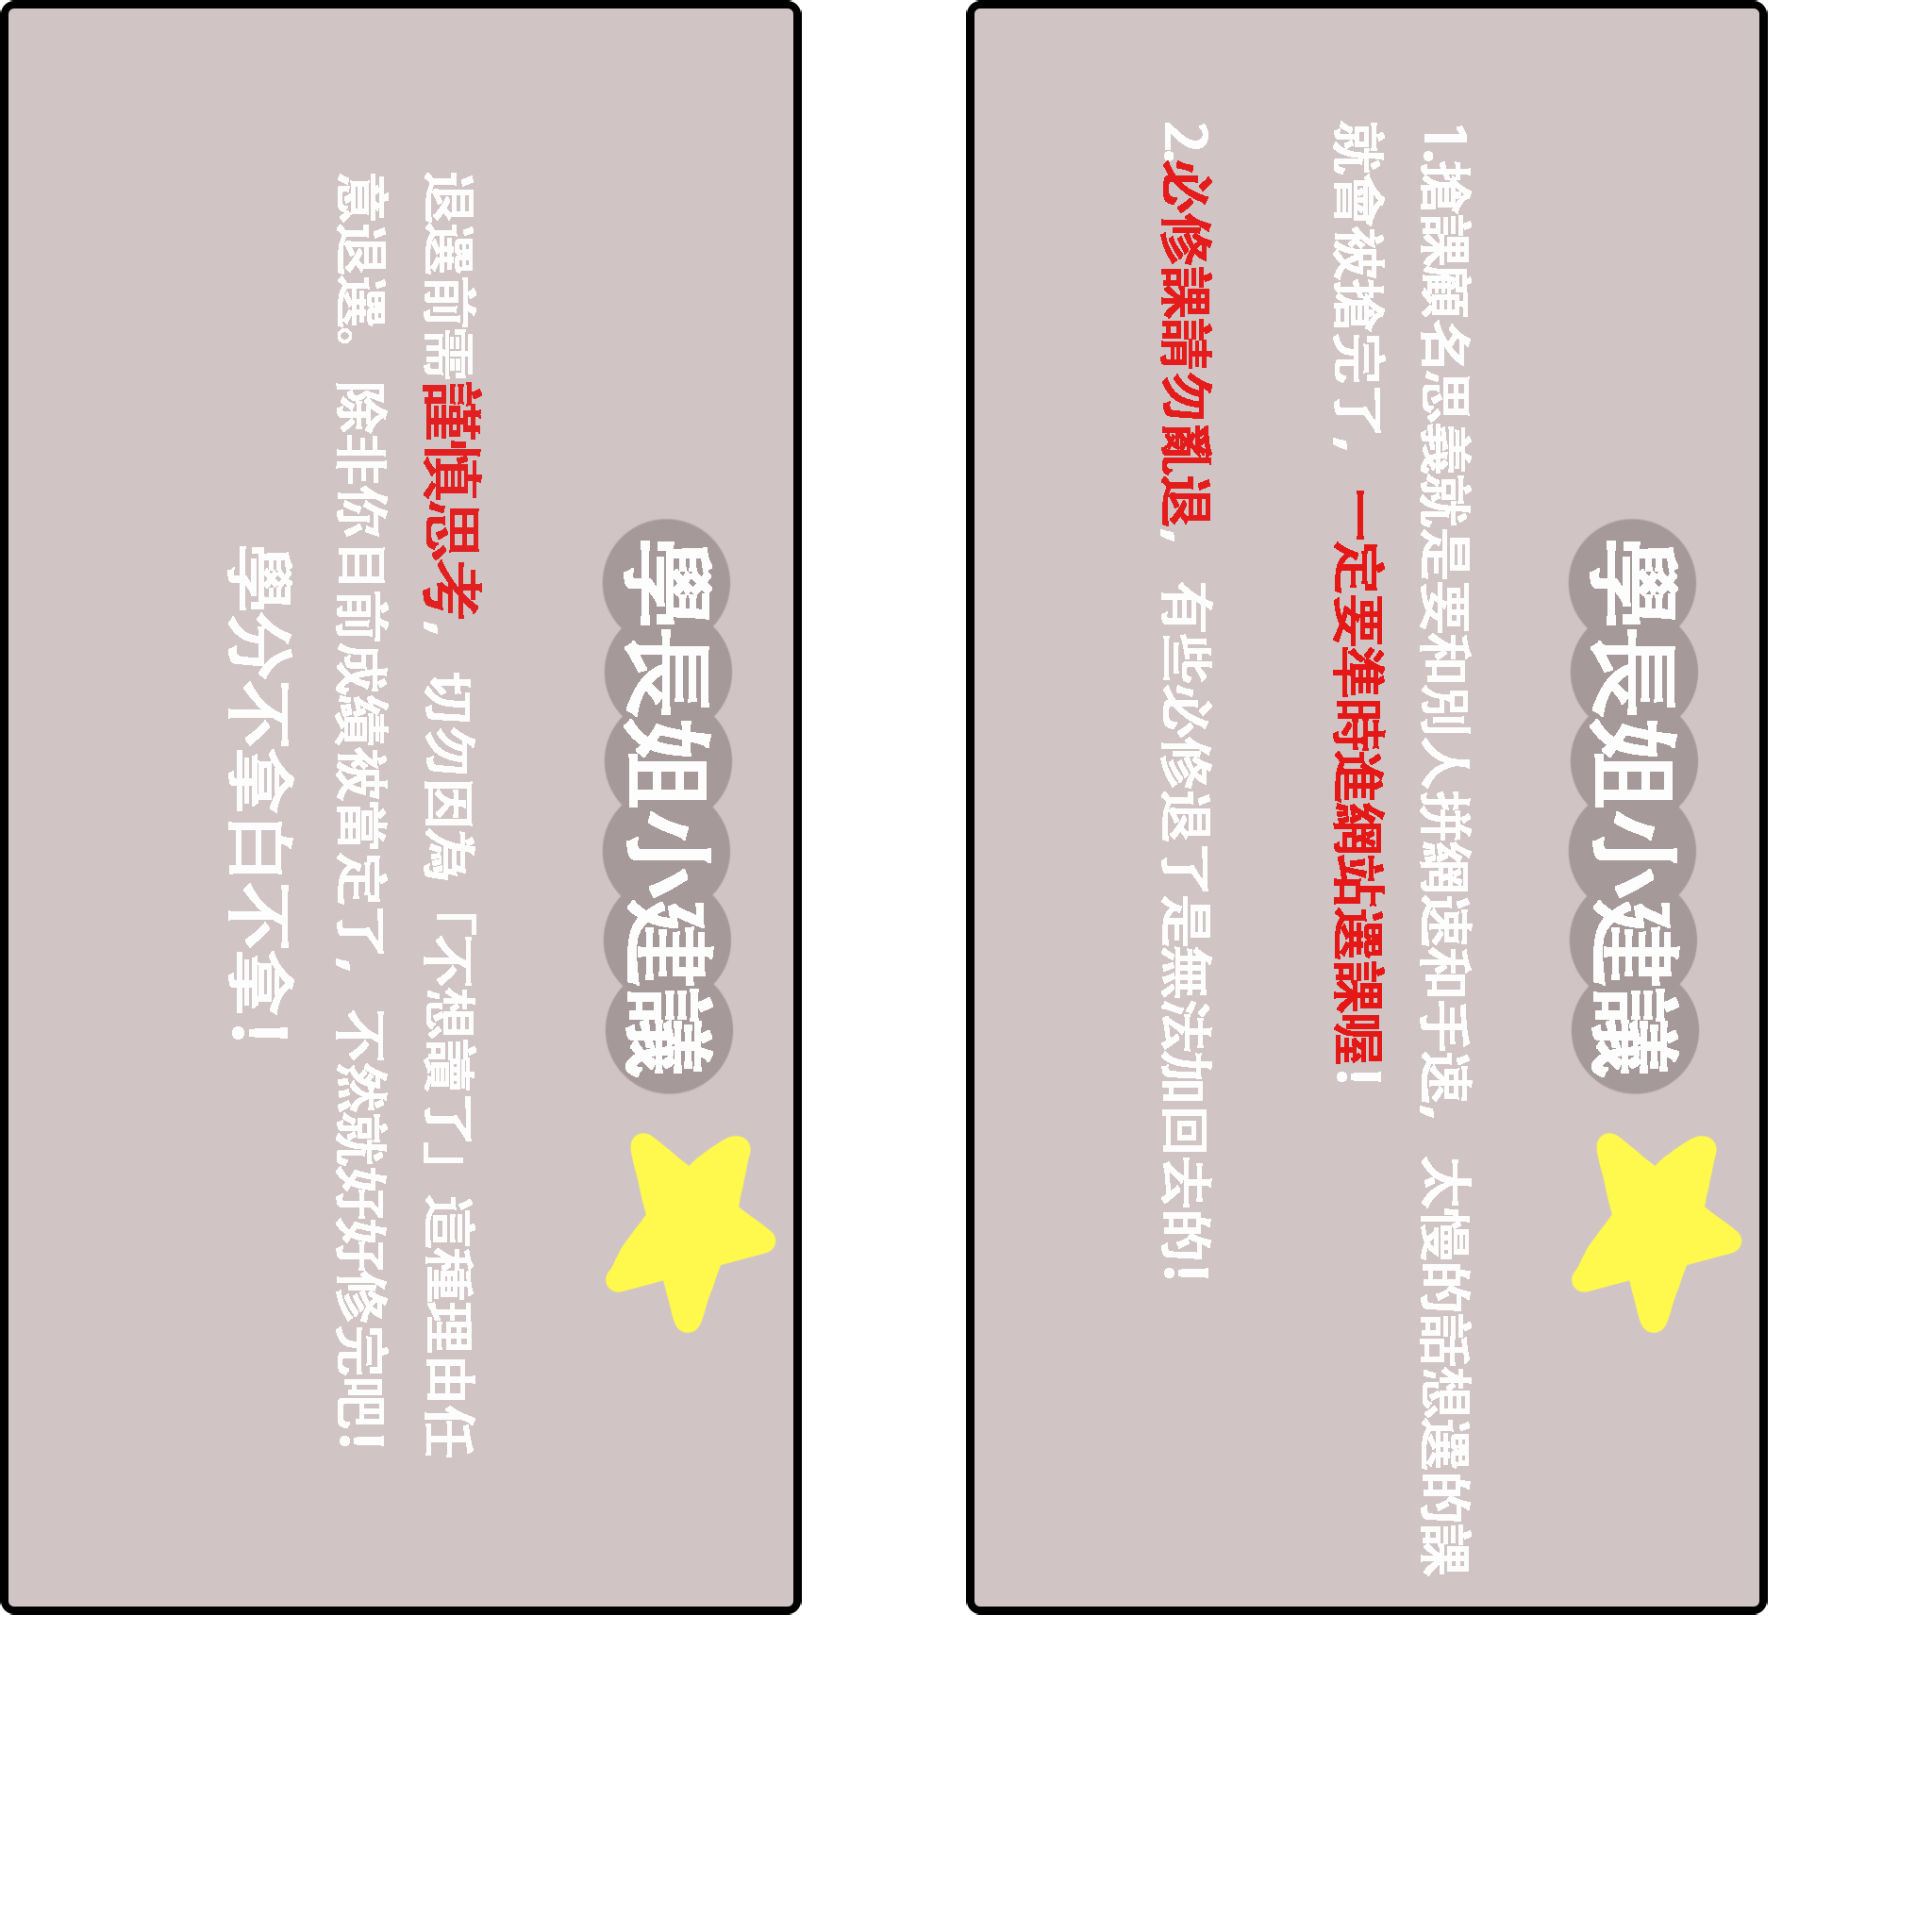 學長姐小建議
1.搶課顧名思義就是要和別人拼網速和手速，太慢的話想選的課
就會被搶完了，一定要準時進網站選課喔！
2.必修課請勿亂退，有些必修退了是無法加回去的！
學長姐小建議
退選前需謹慎思考，切勿因為「不想讀了」這種理由任
意退選。除非你目前成績被當定了，不然就好好修完吧！
學分不拿白不拿！